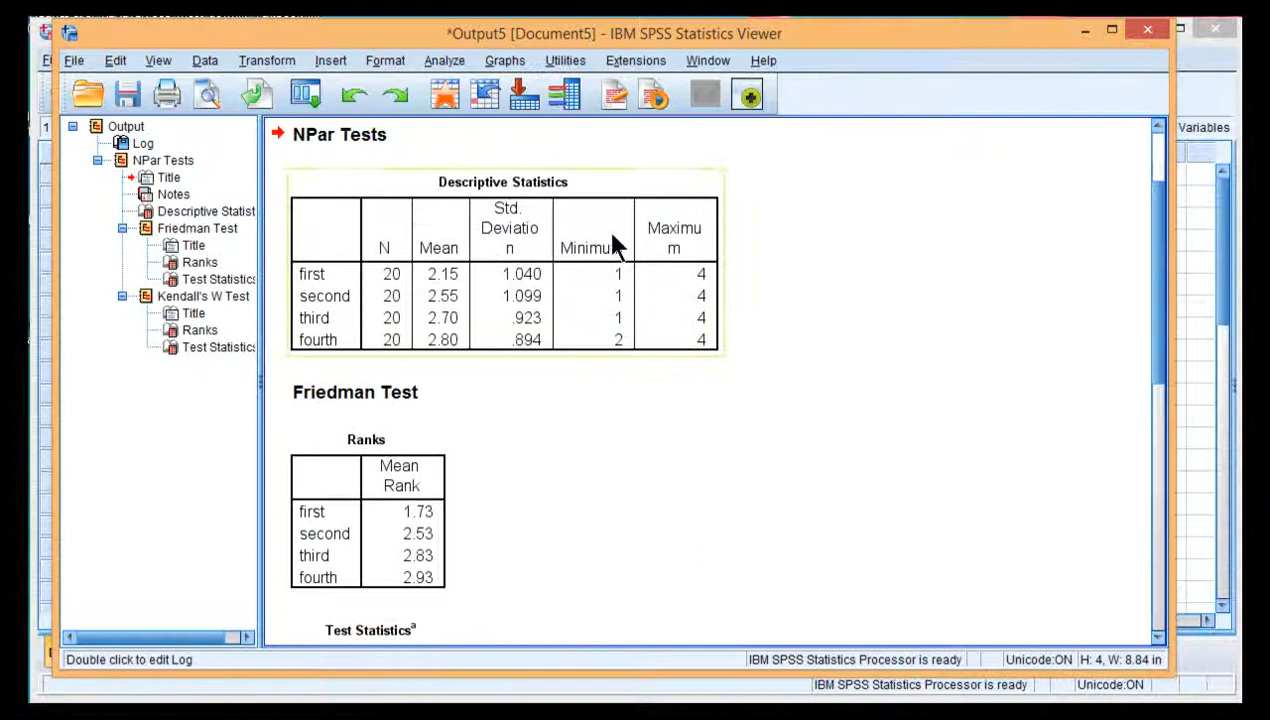 *Output5 [Document5] - IBM SPSS Statistics Viewer
File Edit View Data Transform Insert Format Analyze Graphs Utilities Extensions Window Help
Variables
Output
Log
NPar Tests
Title
Notes
Descriptive Statist
Friedman Test
Title
Ranks
Test Statistics
Kendall's W Test
Title
Ranks
Test Statistics
NPar Tests
Descriptive Statistics
N Mean Std. Deviatio n Minimu Maximu m
first 20 2.15 1.040 1 4
second 20 2.55 1.099 1 4
third 20 2.70 .923 1 4
fourth 20 2.80 .894 2 4
Friedman Test
Ranks
Mean Rank
first 1.73
second 2.53
third 2.83
fourth 2.93
Test Statisticsa
Double click to edit Log IBM SPSS Statistics Processor is ready Unicode:ON H: 4, W: 8.84 in
IBM SPSS Statistics Processor is ready Unicode:ON